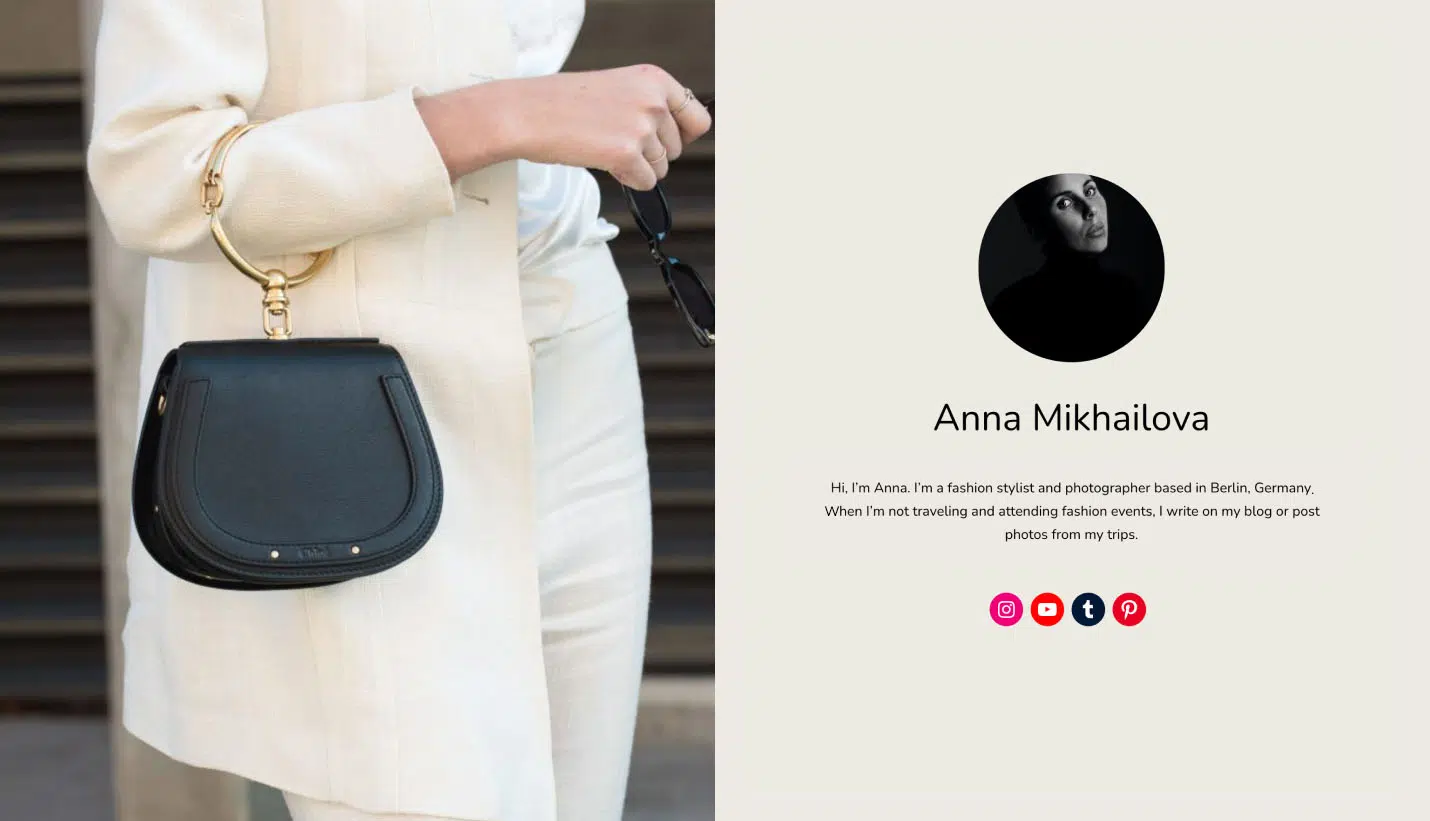 Anna Mikhailova
Hi, I'm Anna. I'm a fashion stylist and photographer based in Berlin, Germany.
When I'm not traveling and attending fashion events, I write on my blog or post
photos from my trips.